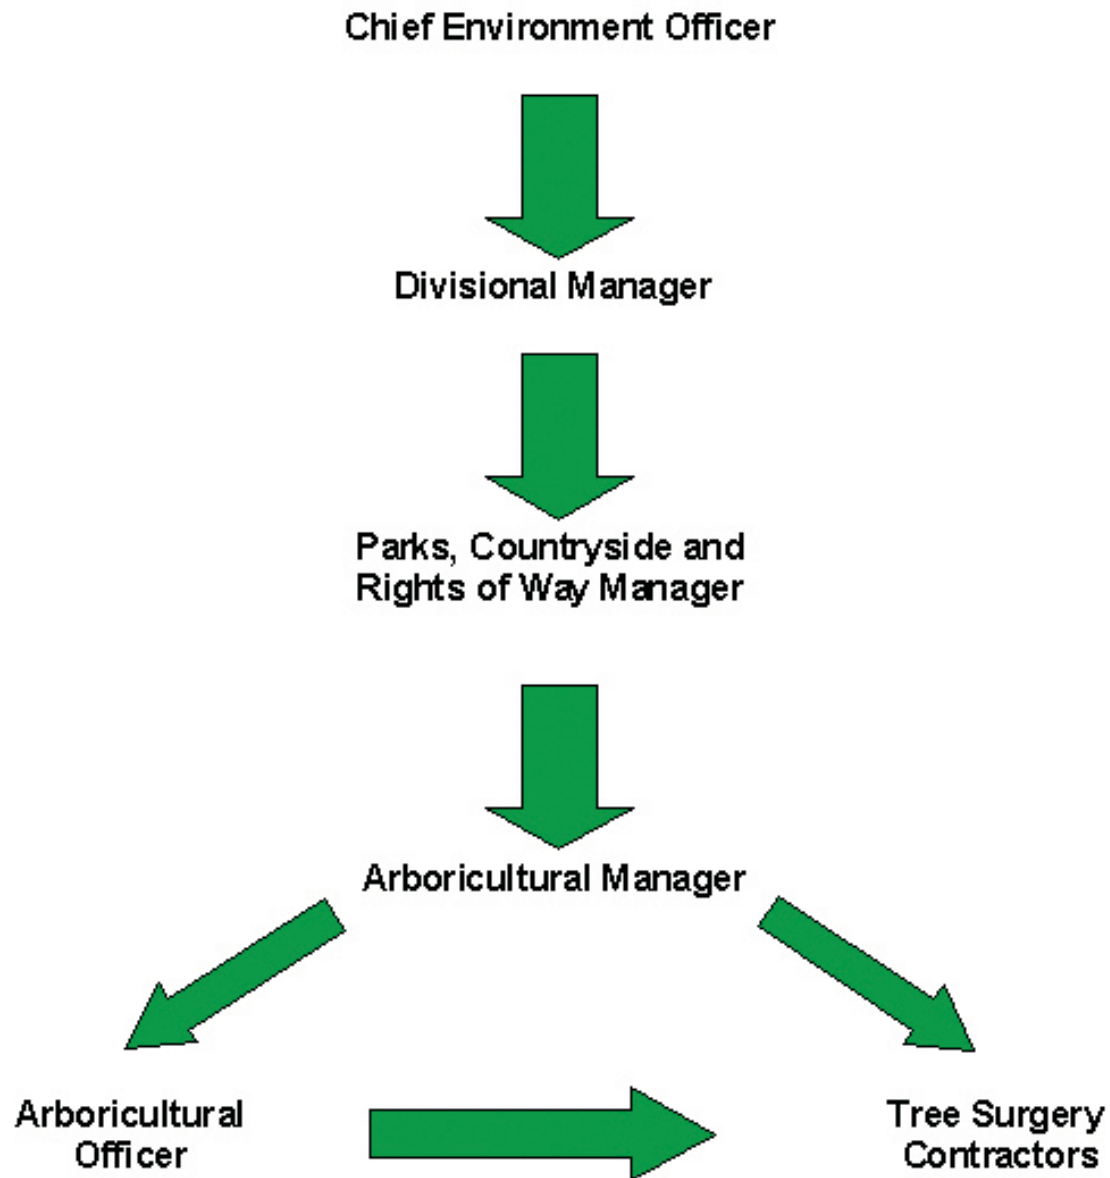 Chief Environment Officer
Divisional Manager
Parks, Countryside and
Rights of Way Manager
Arboricultural Manager
Arboricultural
Officer
Tree Surgery
Contractors